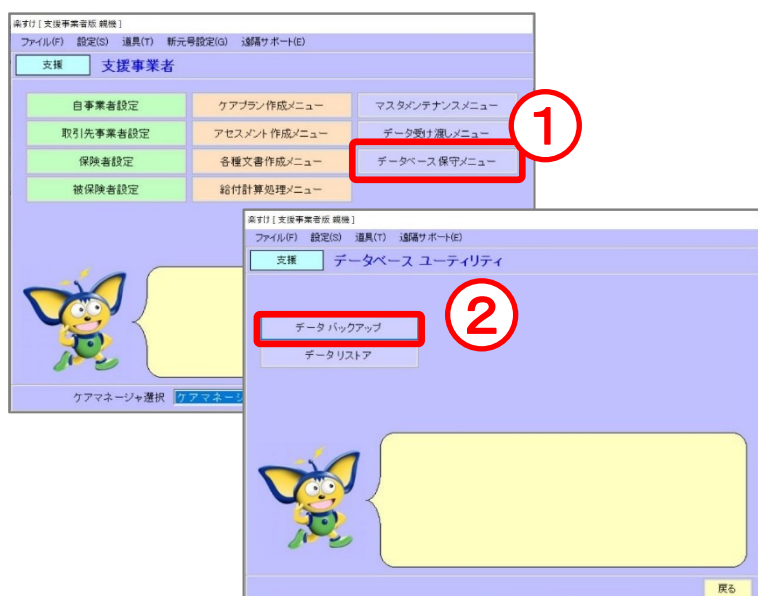 楽すけ [ 支援事業者版 親機 ]
ファイル(F) 設定(S) 道具(T) 新元号設定(G) 遠隔サポート(E)
支援 支援事業者
自事業者設定 ケアプラン作成メニュー マスタメンテナンスメニュー
取引先事業者設定 アセスメント作成メニュー データ受け渡しメニュー
保険者設定 各種文書作成メニュー データベース保守メニュー
被保険者設定 給付計算処理メニュー
①
ケアマネージャ選択 ケアマネージ
楽すけ [ 支援事業者版 親機 ]
ファイル(F) 設定(S) 道具(T) 遠隔サポート(E)
支援 データベース ユーティリティ
②
データ バックアップ
データ リストア
戻る